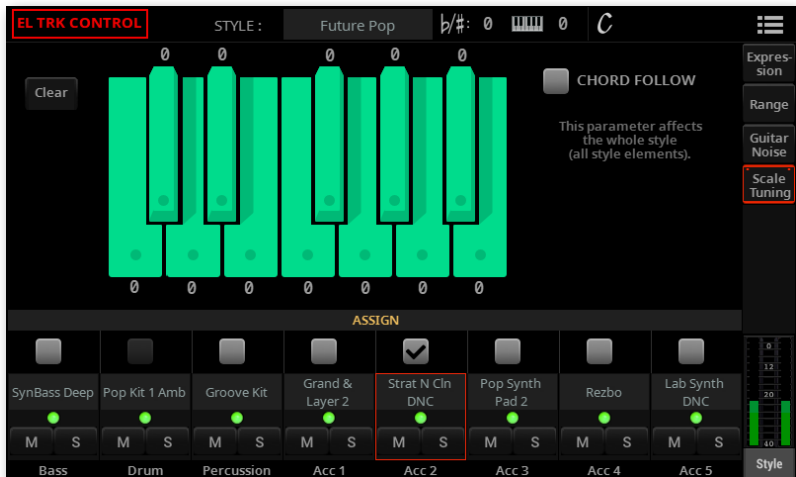 EL TRK CONTROL STYLE : Future Pop b/#: 0 0 C
0 0 0 0 0
Clear
CHORD FOLLOW
This parameter affects
the whole style
(all style elements).
0 0 0 0 0 0 0
Expres-
sion
Range
Guitar
Noise
Scale
Tuning
ASSIGN
SynBass Deep
Pop Kit 1 Amb
Groove Kit
Grand &
Layer 2
Strat N Cln
DNC
Pop Synth
Pad 2
Rezbo
Lab Synth
DNC
M S M S M S M S M S M S M S M S
Bass Drum Percussion Acc 1 Acc 2 Acc 3 Acc 4 Acc 5
0
12
20
40
Style